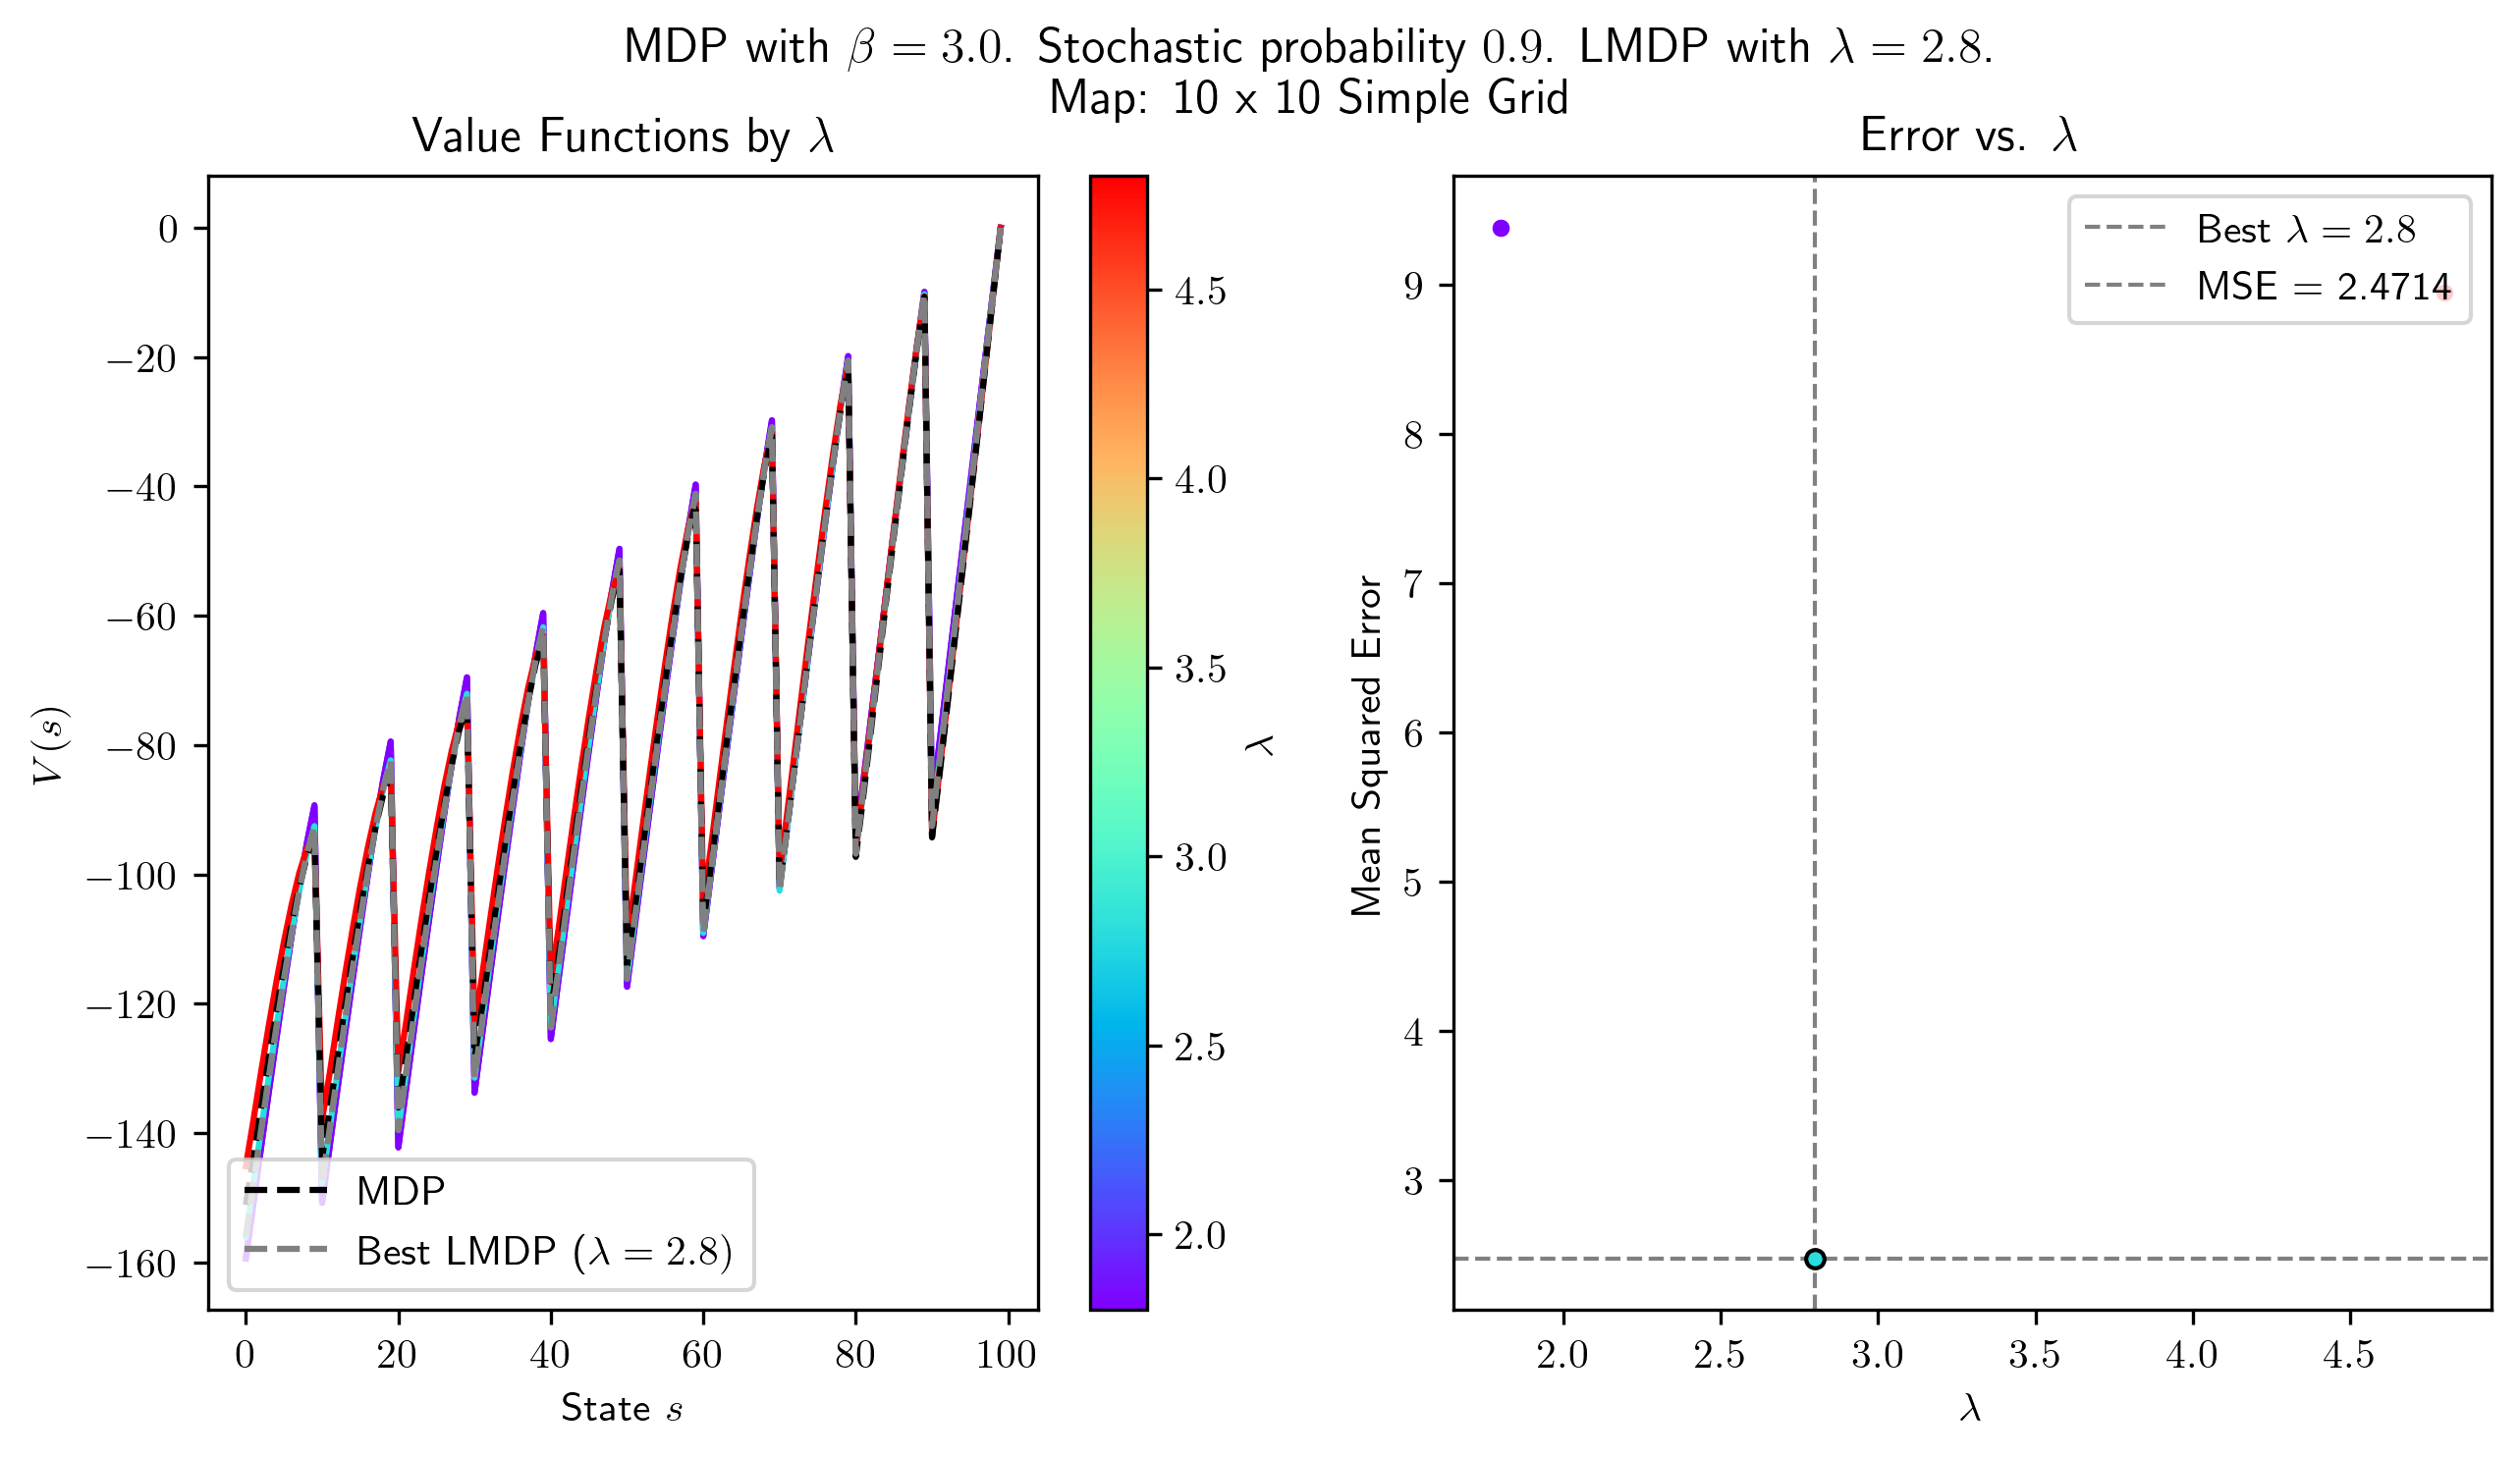 MDP with β = 3.0. Stochastic probability 0.9. LMDP with λ = 2.8.
Map: 10 x 10 Simple Grid
Value Functions by λ
V(s)
0
−20
−40
−60
−80
−100
−120
−140
−160
MDP
Best LMDP (λ = 2.8)
0 20 40 60 80 100
State s
4.5
4.0
3.5
3.0
2.5
2.0
λ
Error vs. λ
Mean Squared Error
9
8
7
6
5
4
3
Best λ = 2.8
MSE = 2.4714
2.0 2.5 3.0 3.5 4.0 4.5
λ